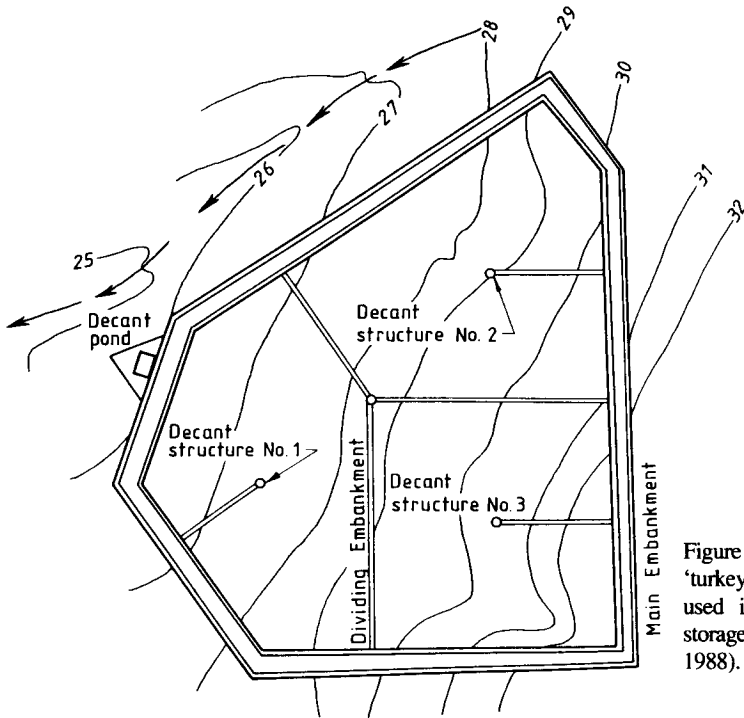 28
29
30
27
31
32
26
25
Decant
pond
Decant
structure No. 2
Decant
structure No.1
Decant
structure No.3
Dividing Embankment
Main Embankment
Figure
'turkey
used i
storage
1988).